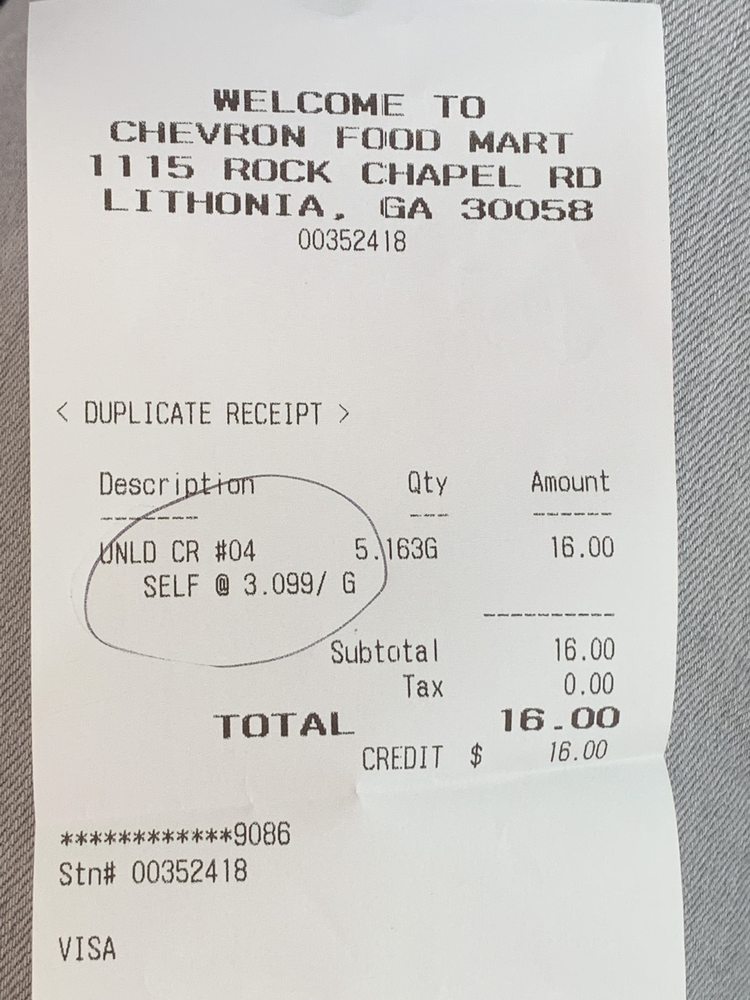 WELCOME TO
CHEVRON FOOD MART
1115 ROCK CHAPEL RD
LITHONIA, GA 30058
00352418
< DUPLICATE RECEIPT >
Description Qty Amount
UNLD CR #04 5.163G 16.00
SELF @ 3.099/ G
Subtotal 16.00
Tax 0.00
TOTAL 16.00
CREDIT $ 16.00
************9086
Stn# 00352418
VISA